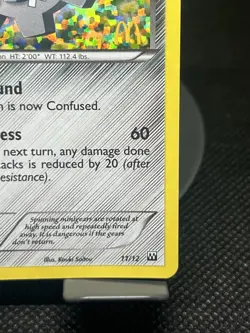 on HT: 2'00" WT: 112.4 lbs.
und
n is now Confused.
ess 60
next turn, any damage done
acks is reduced by 20 (after
esistance).
Spinning minigears are rotated at
high speed and repeatedly fired
away. It is dangerous if the gears
don't return.
Illus. Kouki Saitou 11/12